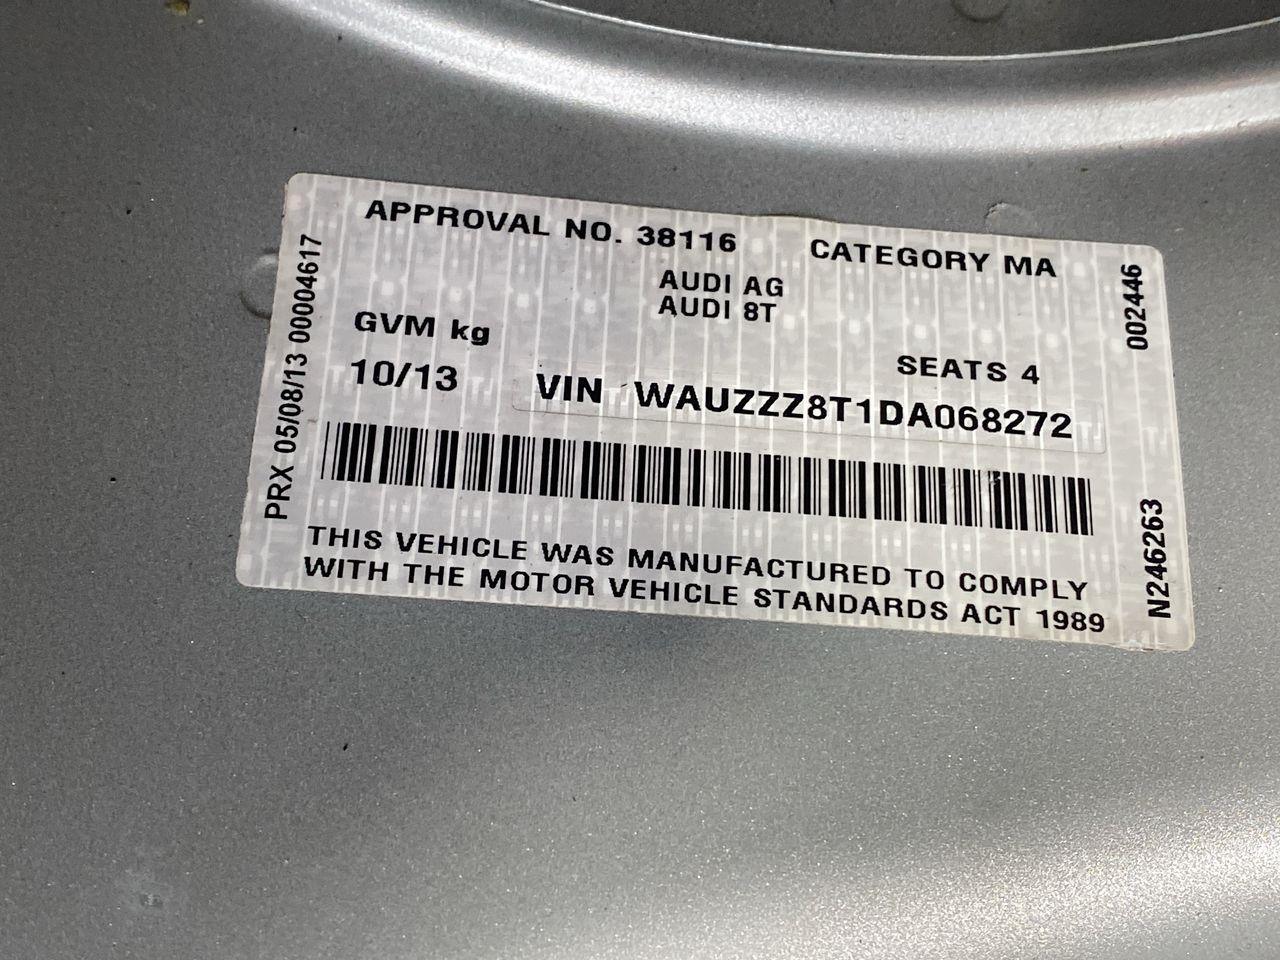 APPROVAL NO. 38116 CATEGORY MA
AUDI AG
AUDI 8T
GVM kg
SEATS 4
10/13 VIN WAUZZZ8T1DA068272
THIS VEHICLE WAS MANUFACTURED TO COMPLY
WITH THE MOTOR VEHICLE STANDARDS ACT 1989
PRX 05/08/13 00004617
002446
N246263